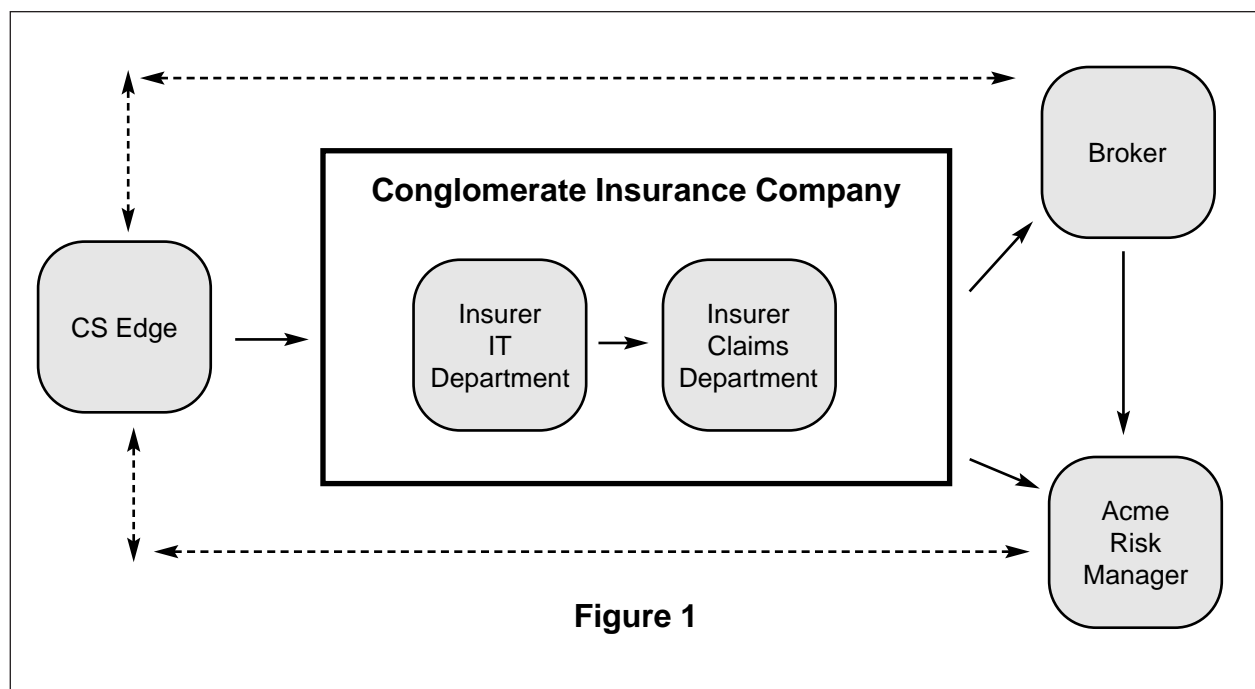 Broker
Conglomerate Insurance Company
CS Edge
Insurer
IT
Department
Insurer
Claims
Department
Acme
Risk
Manager
Figure 1